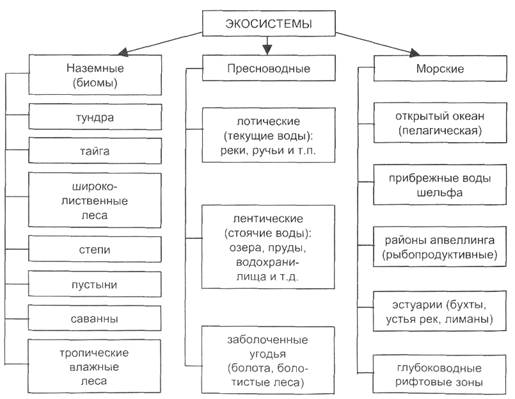 ЭКОСИСТЕМЫ
Наземные
(биомы)
тундра
тайга
широко-
лиственные
леса
степи
пустыни
саванны
тропические
влажные
леса
Пресноводные
лотические
(текущие воды):
реки, ручьи и т.п.
лентические
(стоячие воды):
озера, пруды,
водохрани-
лища и т.д.
заболоченные
угодья
(болота, боло-
тистые леса)
Морские
открытый океан
(пелагическая)
прибрежные воды
шельфа
районы апвеллинга
(рыбопродуктивные)
эстуарии (бухты,
устья рек, лиманы)
глубоководные
рифтовые зоны